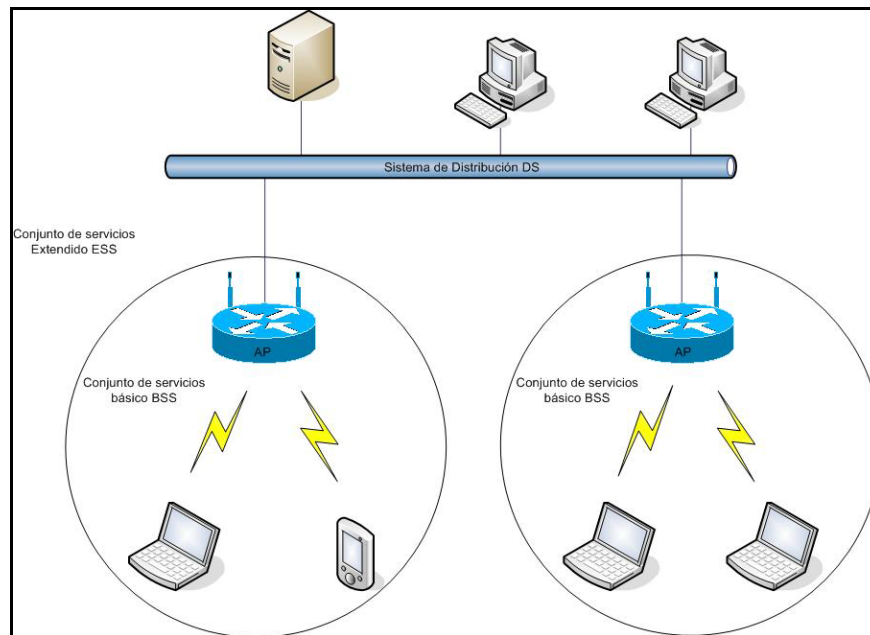 Sistema de Distribución DS
Conjunto de servicios
Extendido ESS
AP
AP
Conjunto de servicios
básico BSS
Conjunto de servicios
básico BSS